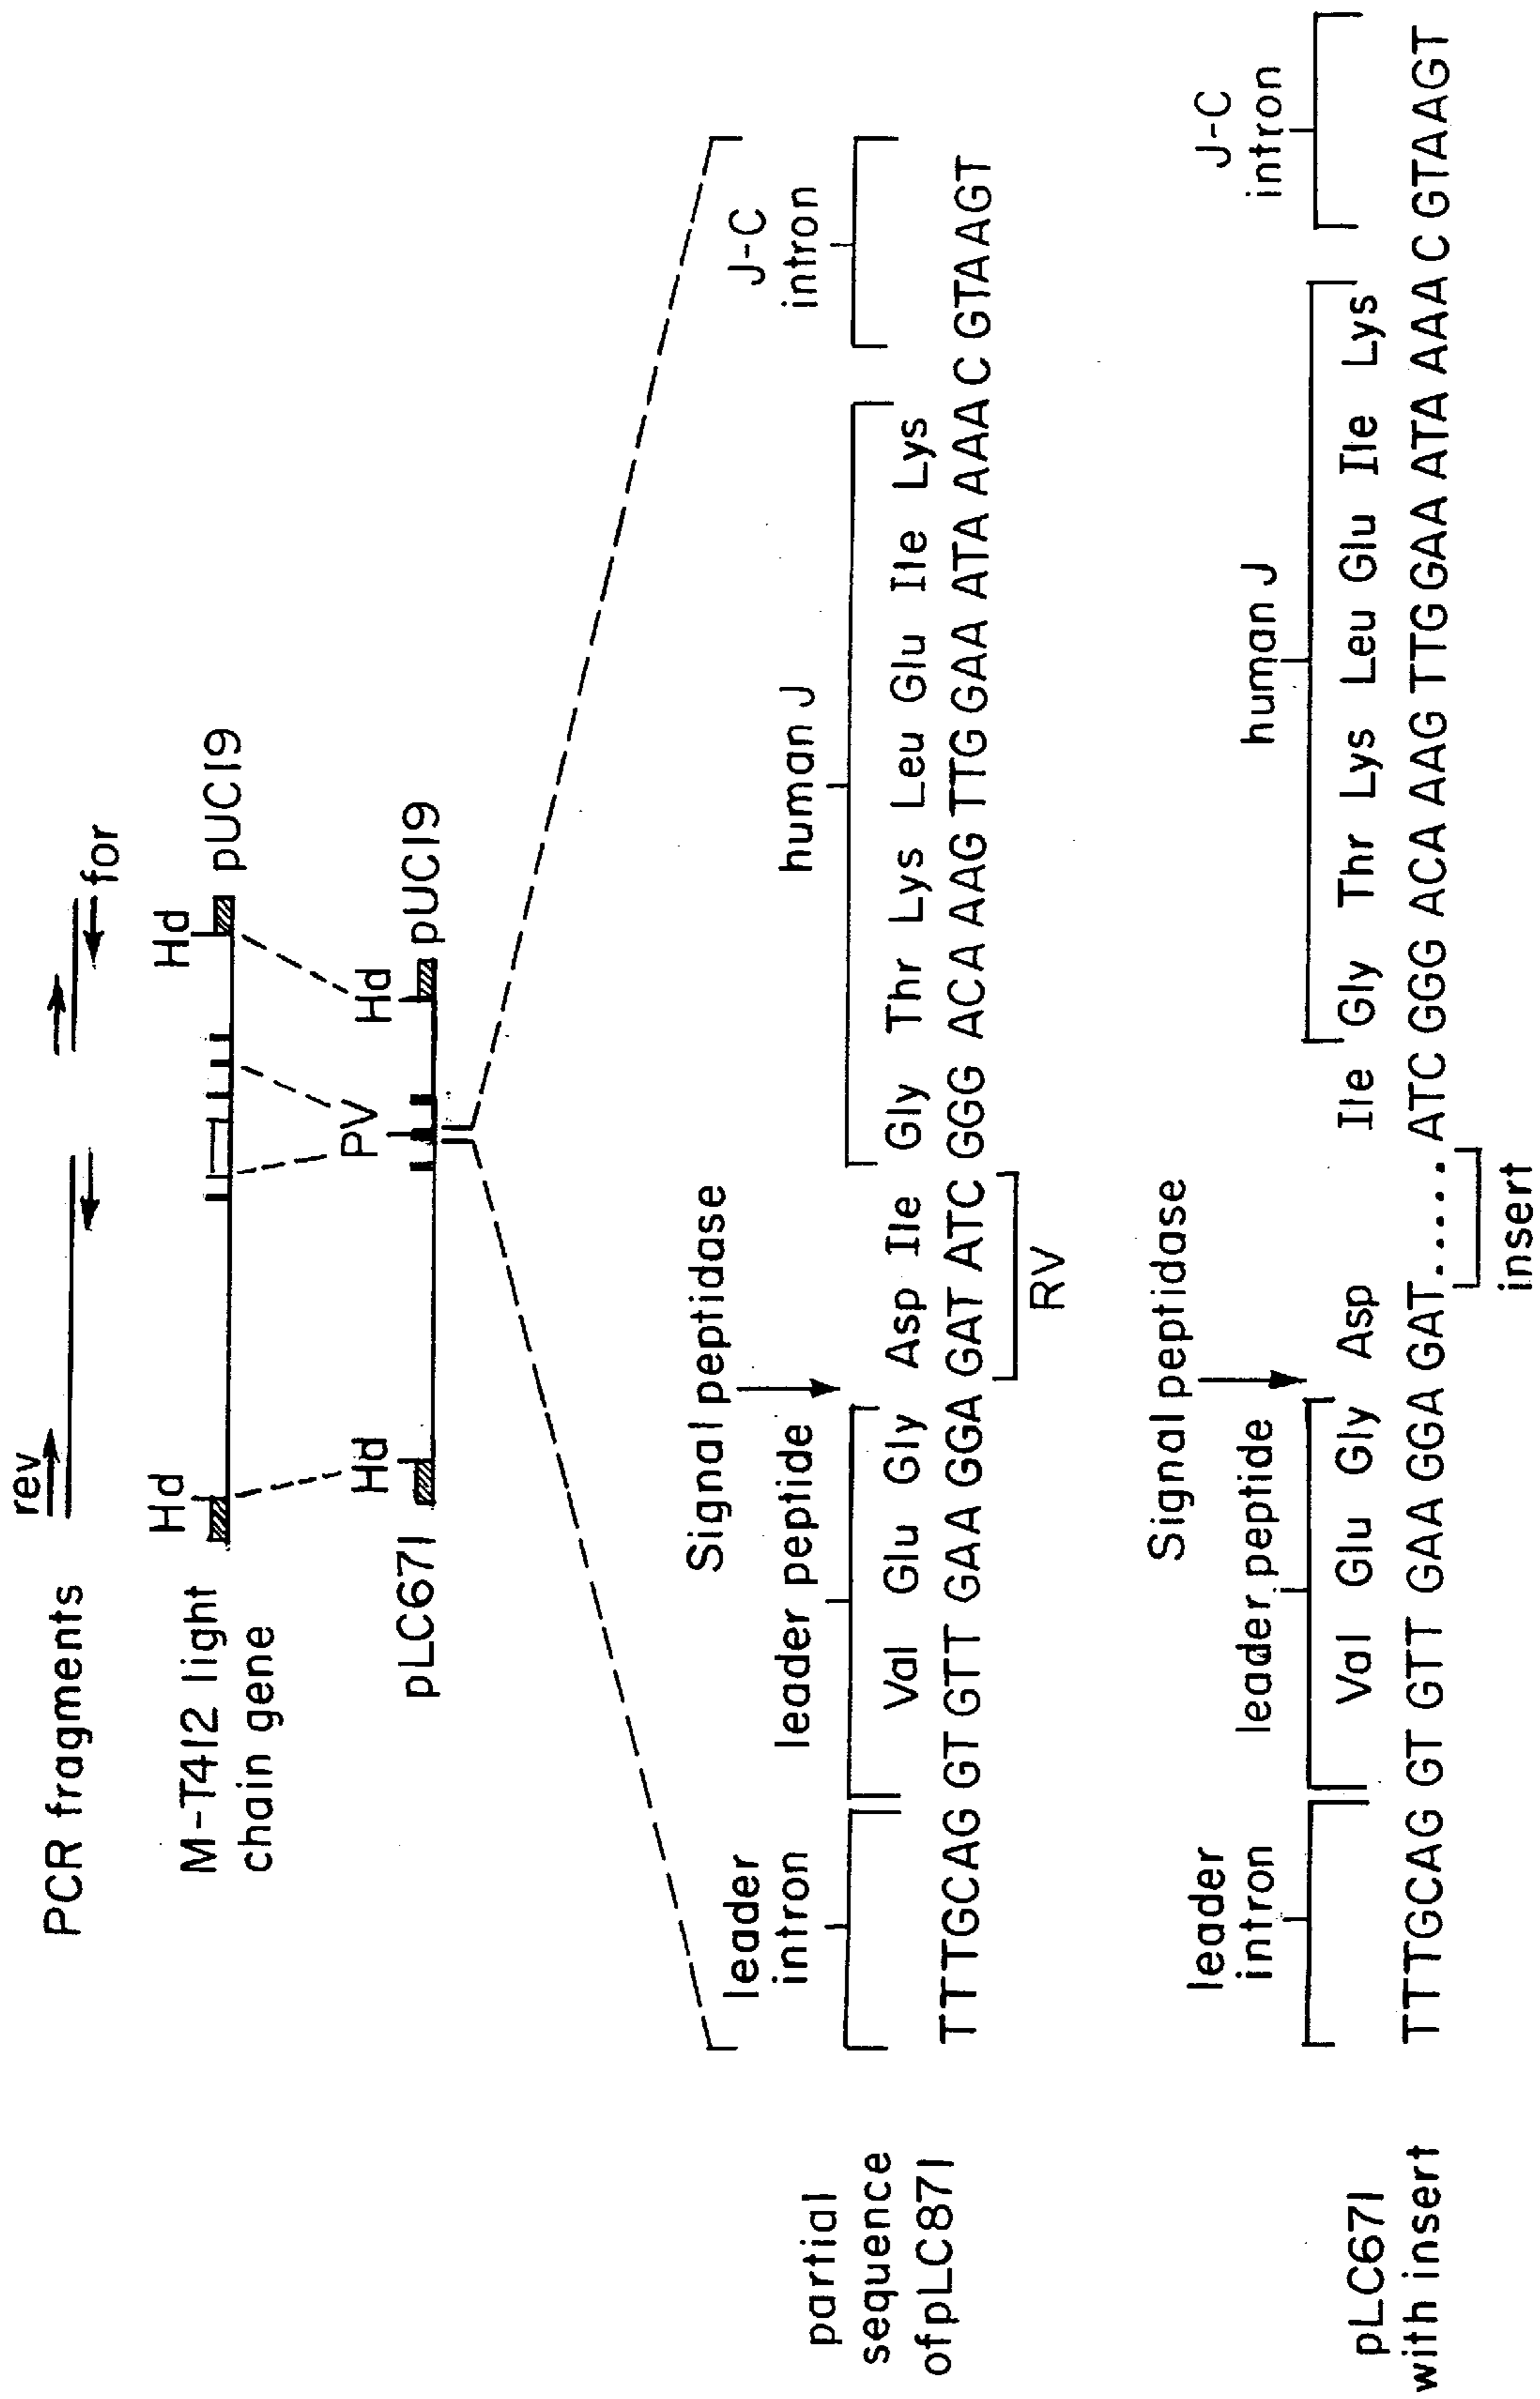 PCR fragments
rev
for
M-T412 light
chain gene
Hd
Hd
pUC19
PV
pLC671
Hd
Hd
pUC19
leader
intron
leader peptide
Signal peptidase
human J
J-C
intron
partial
sequence
of pLC871
Val Glu Gly Asp Ile Gly Thr Lys Leu Glu Ile Lys
TTTGCAG GT GTT GAA GGA GAT ATC GGG ACA AAG TTG GAA ATA AAA C GTAAGT
RV
leader
intron
leader peptide
Signal peptidase
human J
J-C
intron
pLC671
with insert
Val Glu Gly Asp Ile Gly Thr Lys Leu Glu Ile Lys
TTTGCAG GT GTT GAA GGA GAT...... ATC GGG ACA AAG TTG GAA ATA AAA C GTAAGT
insert